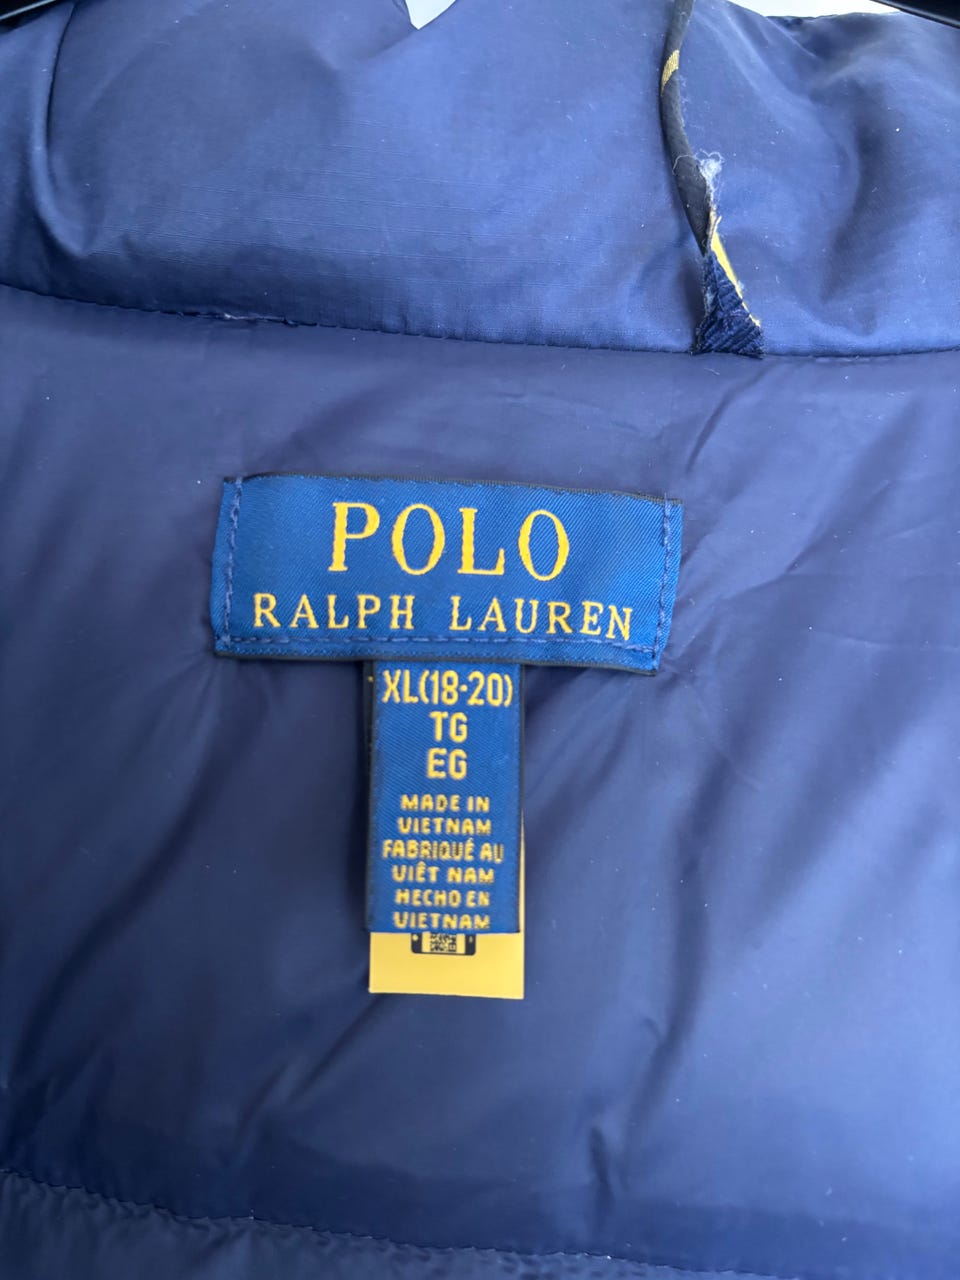 POLO
RALPH LAUREN
XL(18-20)
TG
EG
MADE IN
VIETNAM
FABRIQUÉ AU
VIÊT NAM
HECHO EN
VIETNAM